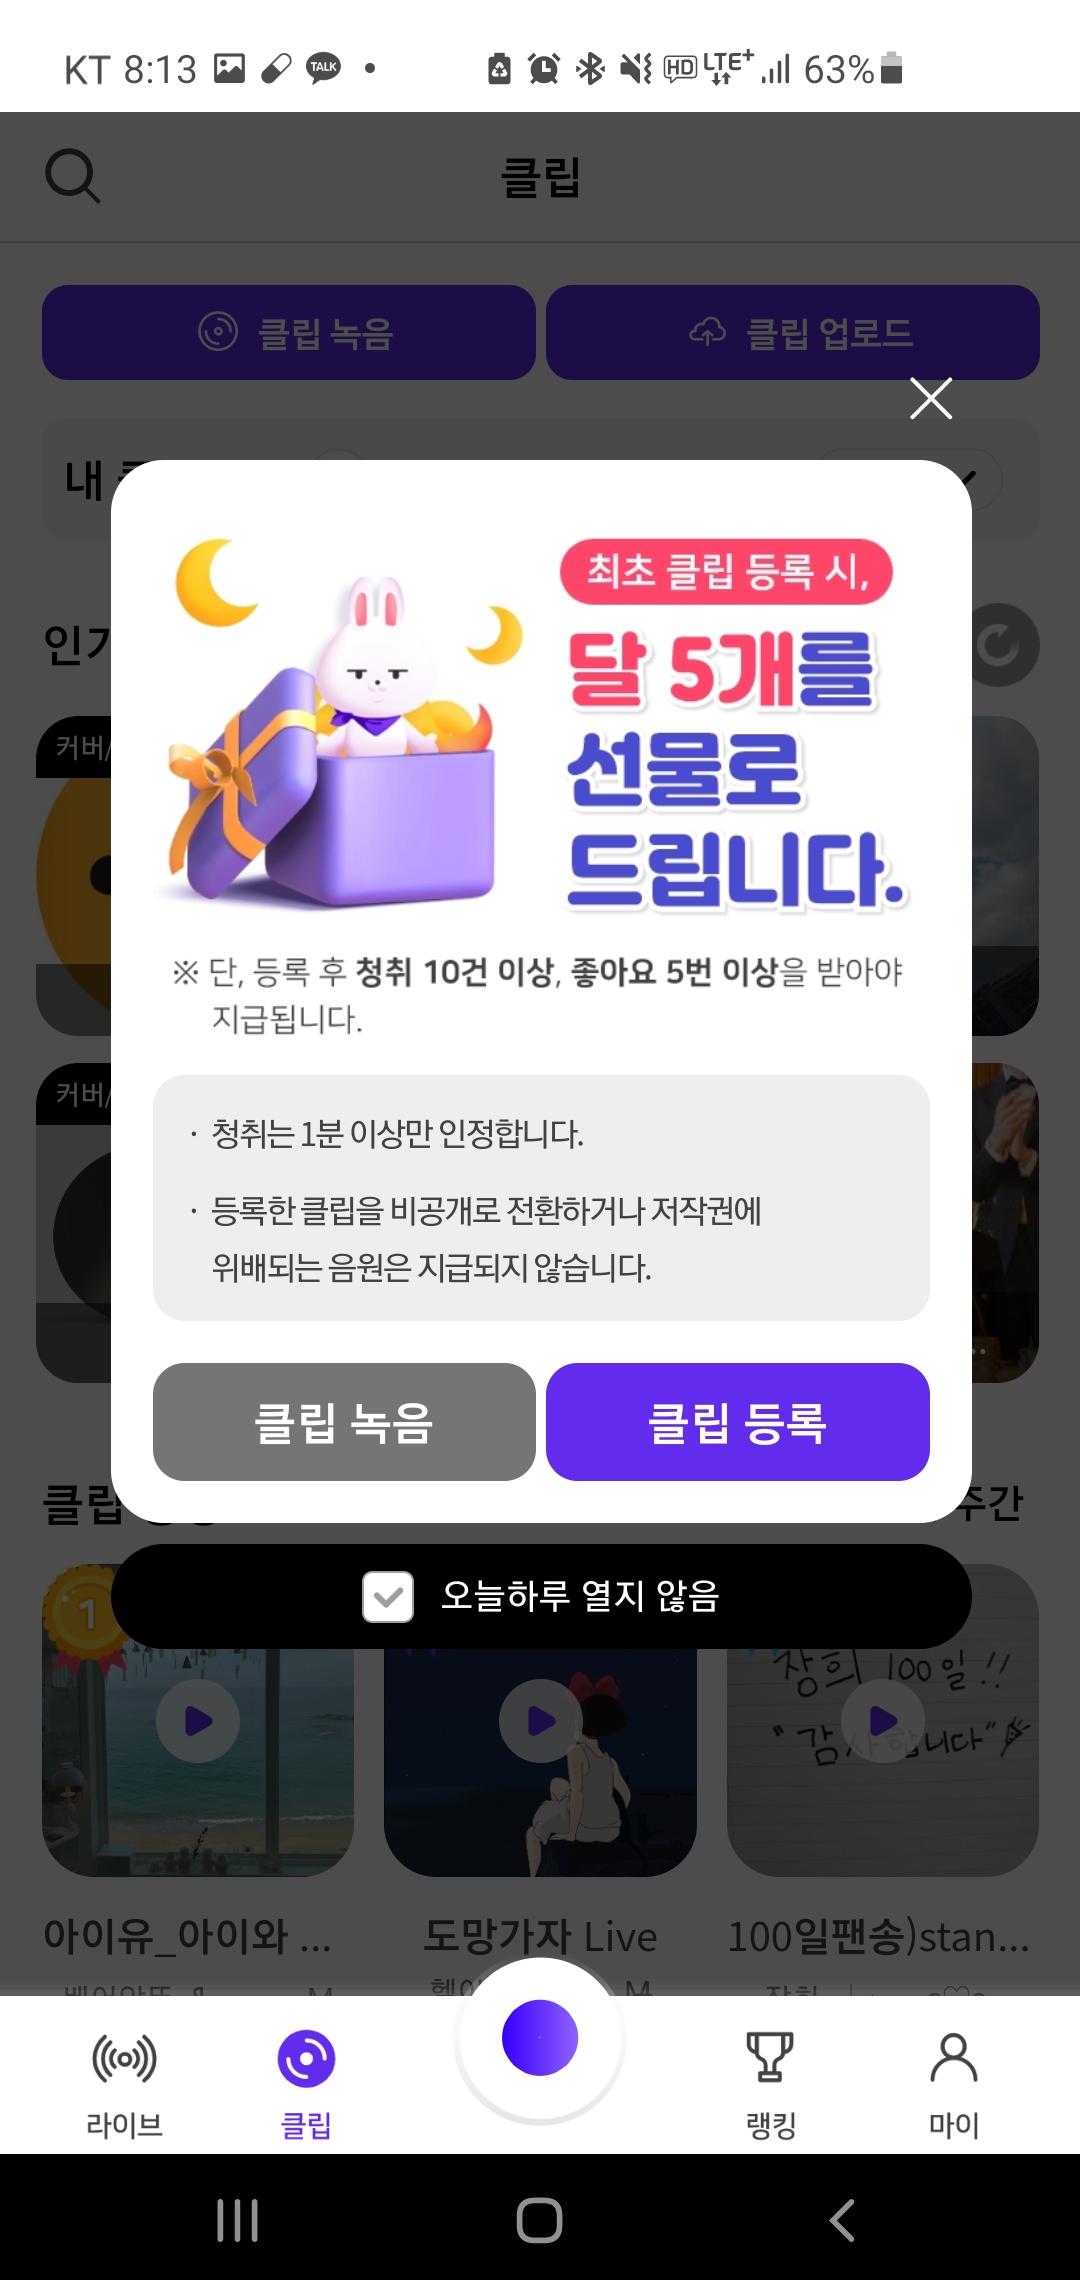 KT 8:13 TALK HD LTE+ 63%
클립
클립 녹음 클립 업로드
내
최초 클립 등록 시,
달 5개를
선물로
드립니다.
인기
커버/
※ 단, 등록 후 청취 10건 이상, 좋아요 5번 이상을 받아야
지급됩니다.
커버/
· 청취는 1분 이상만 인정합니다.
· 등록한 클립을 비공개로 전환하거나 저작권에
위배되는 음원은 지급되지 않습니다.
클립 녹음 클립 등록
클립 주간
오늘하루 열지 않음
1
장희 100일!!
"감사합니다"
아이유_아이와 ... 도망가자 Live 100일팬송)stan...
라이브 클립 랭킹 마이